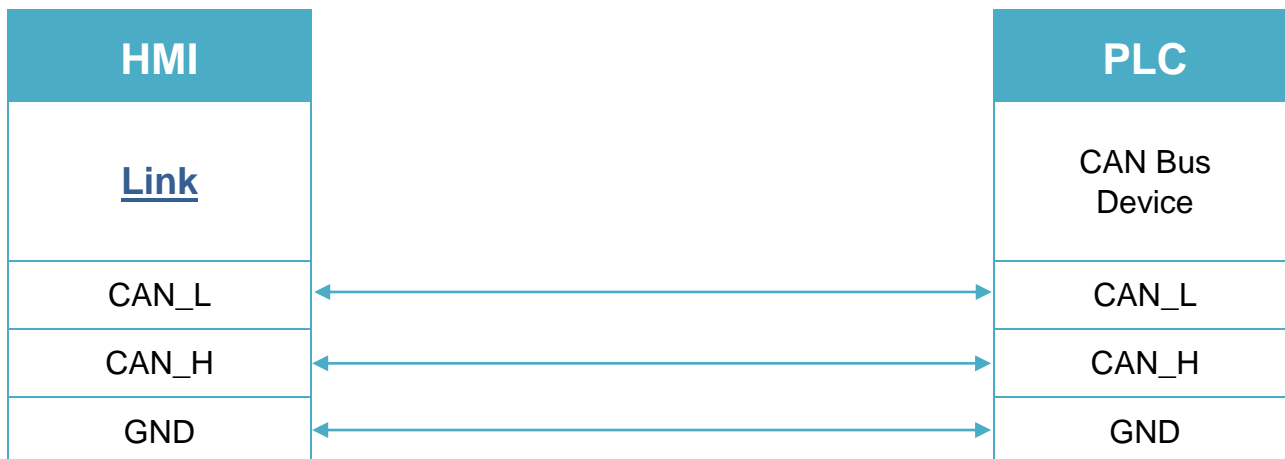 HMI
PLC
Link
CAN Bus
Device
CAN_L
CAN_L
CAN_H
CAN_H
GND
GND